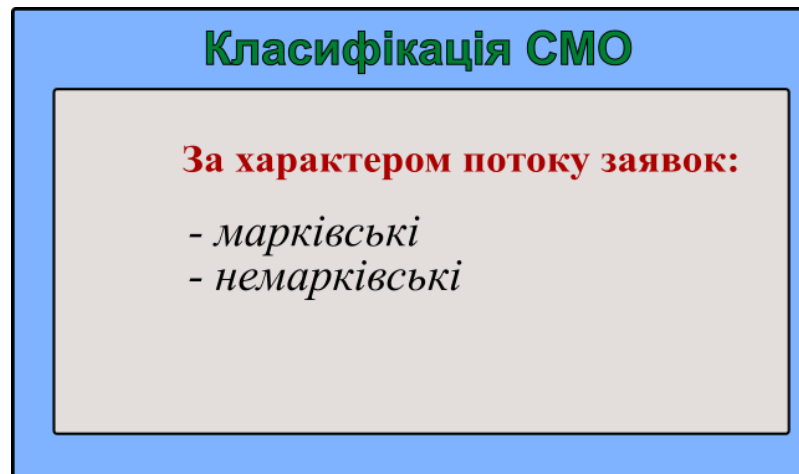 Класифікація СМО
За характером потоку заявок:
- марківські
- немарківські